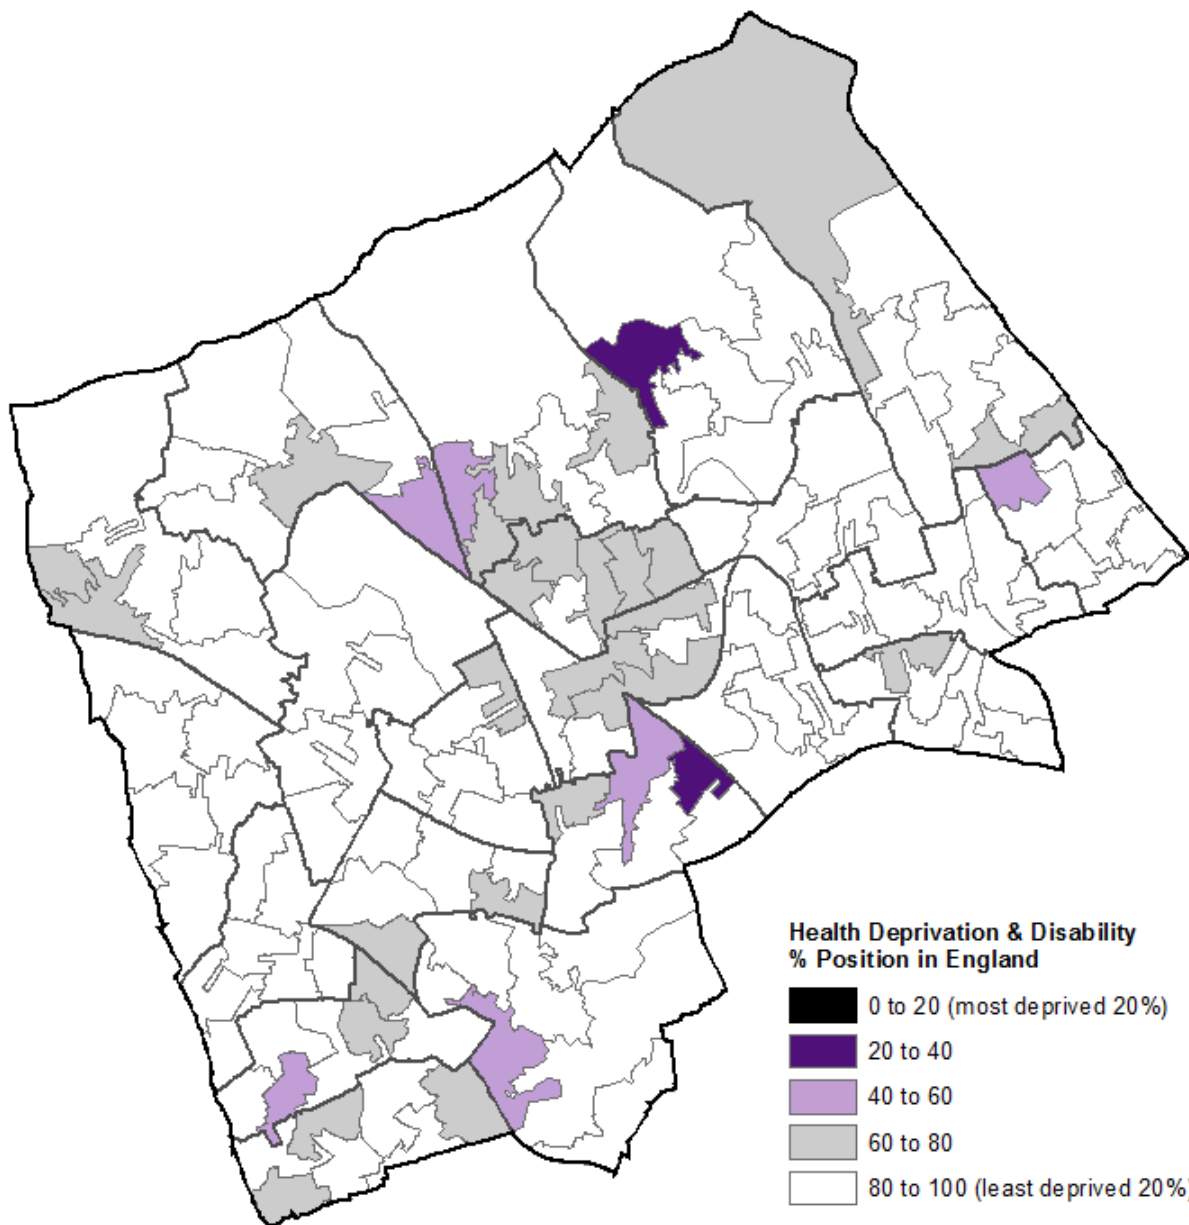 Health Deprivation & Disability
% Position in England
0 to 20 (most deprived 20%)
20 to 40
40 to 60
60 to 80
80 to 100 (least deprived 20%)